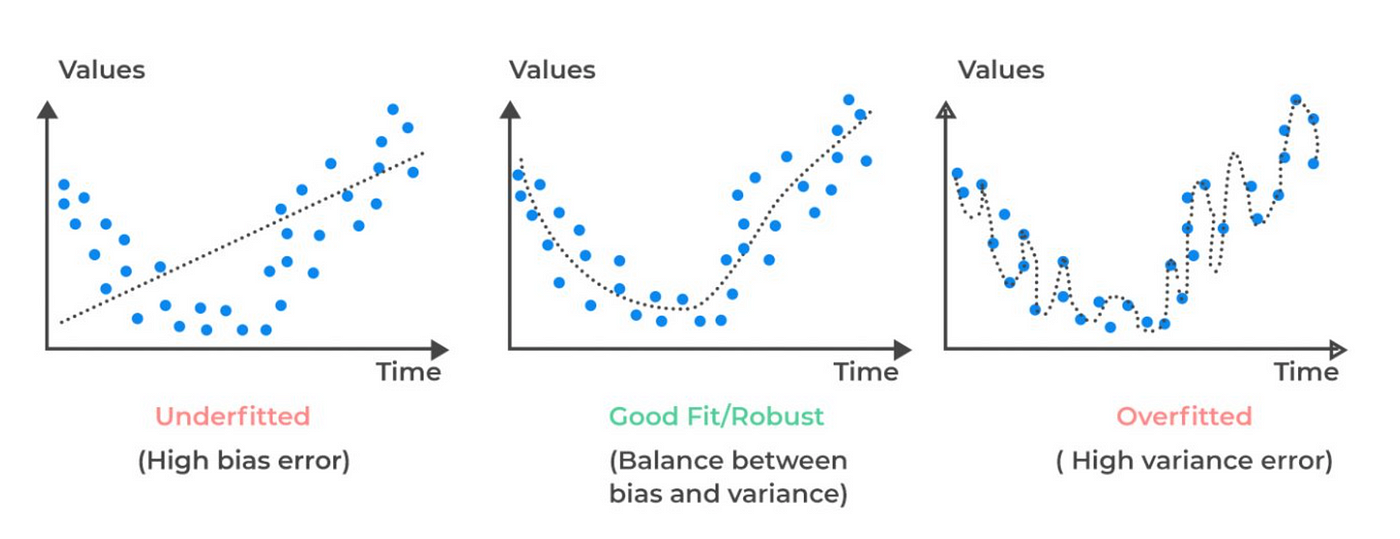 Values
Time
Underfitted
(High bias error)
Values
Time
Good Fit/Robust
(Balance between
bias and variance)
Values
Time
Overfitted
( High variance error)